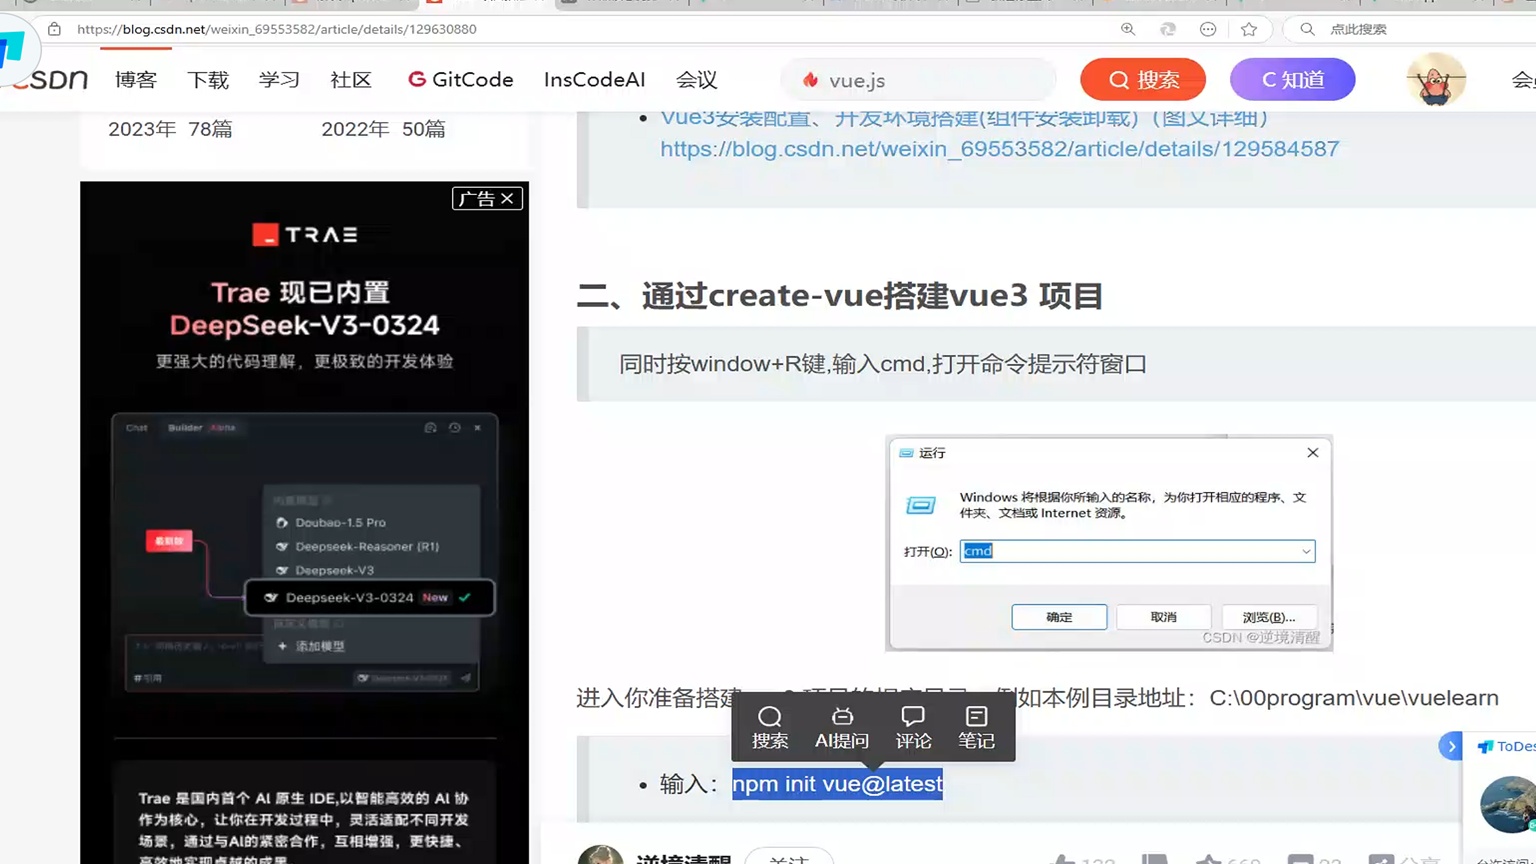 https://blog.csdn.net/weixin_69553582/article/details/129630880
点此搜索
CSDN
博客
下载
学习
社区
GitCode
InsCodeAI
会议
vue.js
搜索
C 知道
2023年 78篇
2022年 50篇
Vue3安装配置、开发环境搭建(组件安装卸载)（图文详细）
https://blog.csdn.net/weixin_69553582/article/details/129584587
广告
TRAE
Trae 现已内置
DeepSeek-V3-0324
更强大的代码理解，更极致的开发体验
Chat
Builder
Doubao-1.5 Pro
Deepseek-Reasoner (R1)
Deepseek-V3
Deepseek-V3-0324 New
添加模型
#引用
Trae 是国内首个 AI 原生 IDE,以智能高效的 AI 协
作为核心，让你在开发过程中，灵活适配不同开发
场景，通过与AI的紧密合作，互相增强，更快捷、
高效地实现卓越的成果
二、通过create-vue搭建vue3 项目
同时按window+R键,输入cmd,打开命令提示符窗口
运行
Windows 将根据你所输入的名称，为你打开相应的程序、文
件夹、文档或 Internet 资源。
打开(O):
cmd
确定
取消
浏览(B)...
CSDN @逆境清醒
进入你准备搭建
例如本例目录地址：C:\00program\vue\vuelearn
搜索
AI提问
评论
笔记
输入：npm init vue@latest
ToDes
逆境清醒
关注